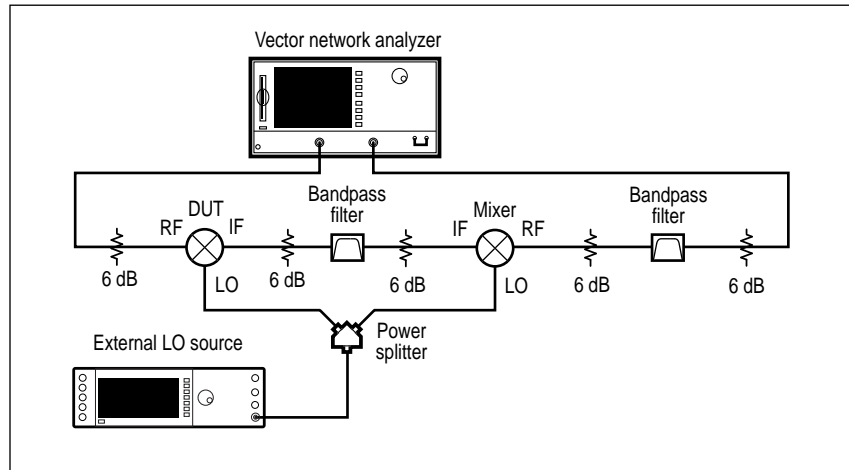 Vector network analyzer
DUT
RF
IF
LO
Bandpass
filter
IF
Mixer
RF
LO
Bandpass
filter
6 dB
6 dB
6 dB
6 dB
6 dB
Power
splitter
External LO source